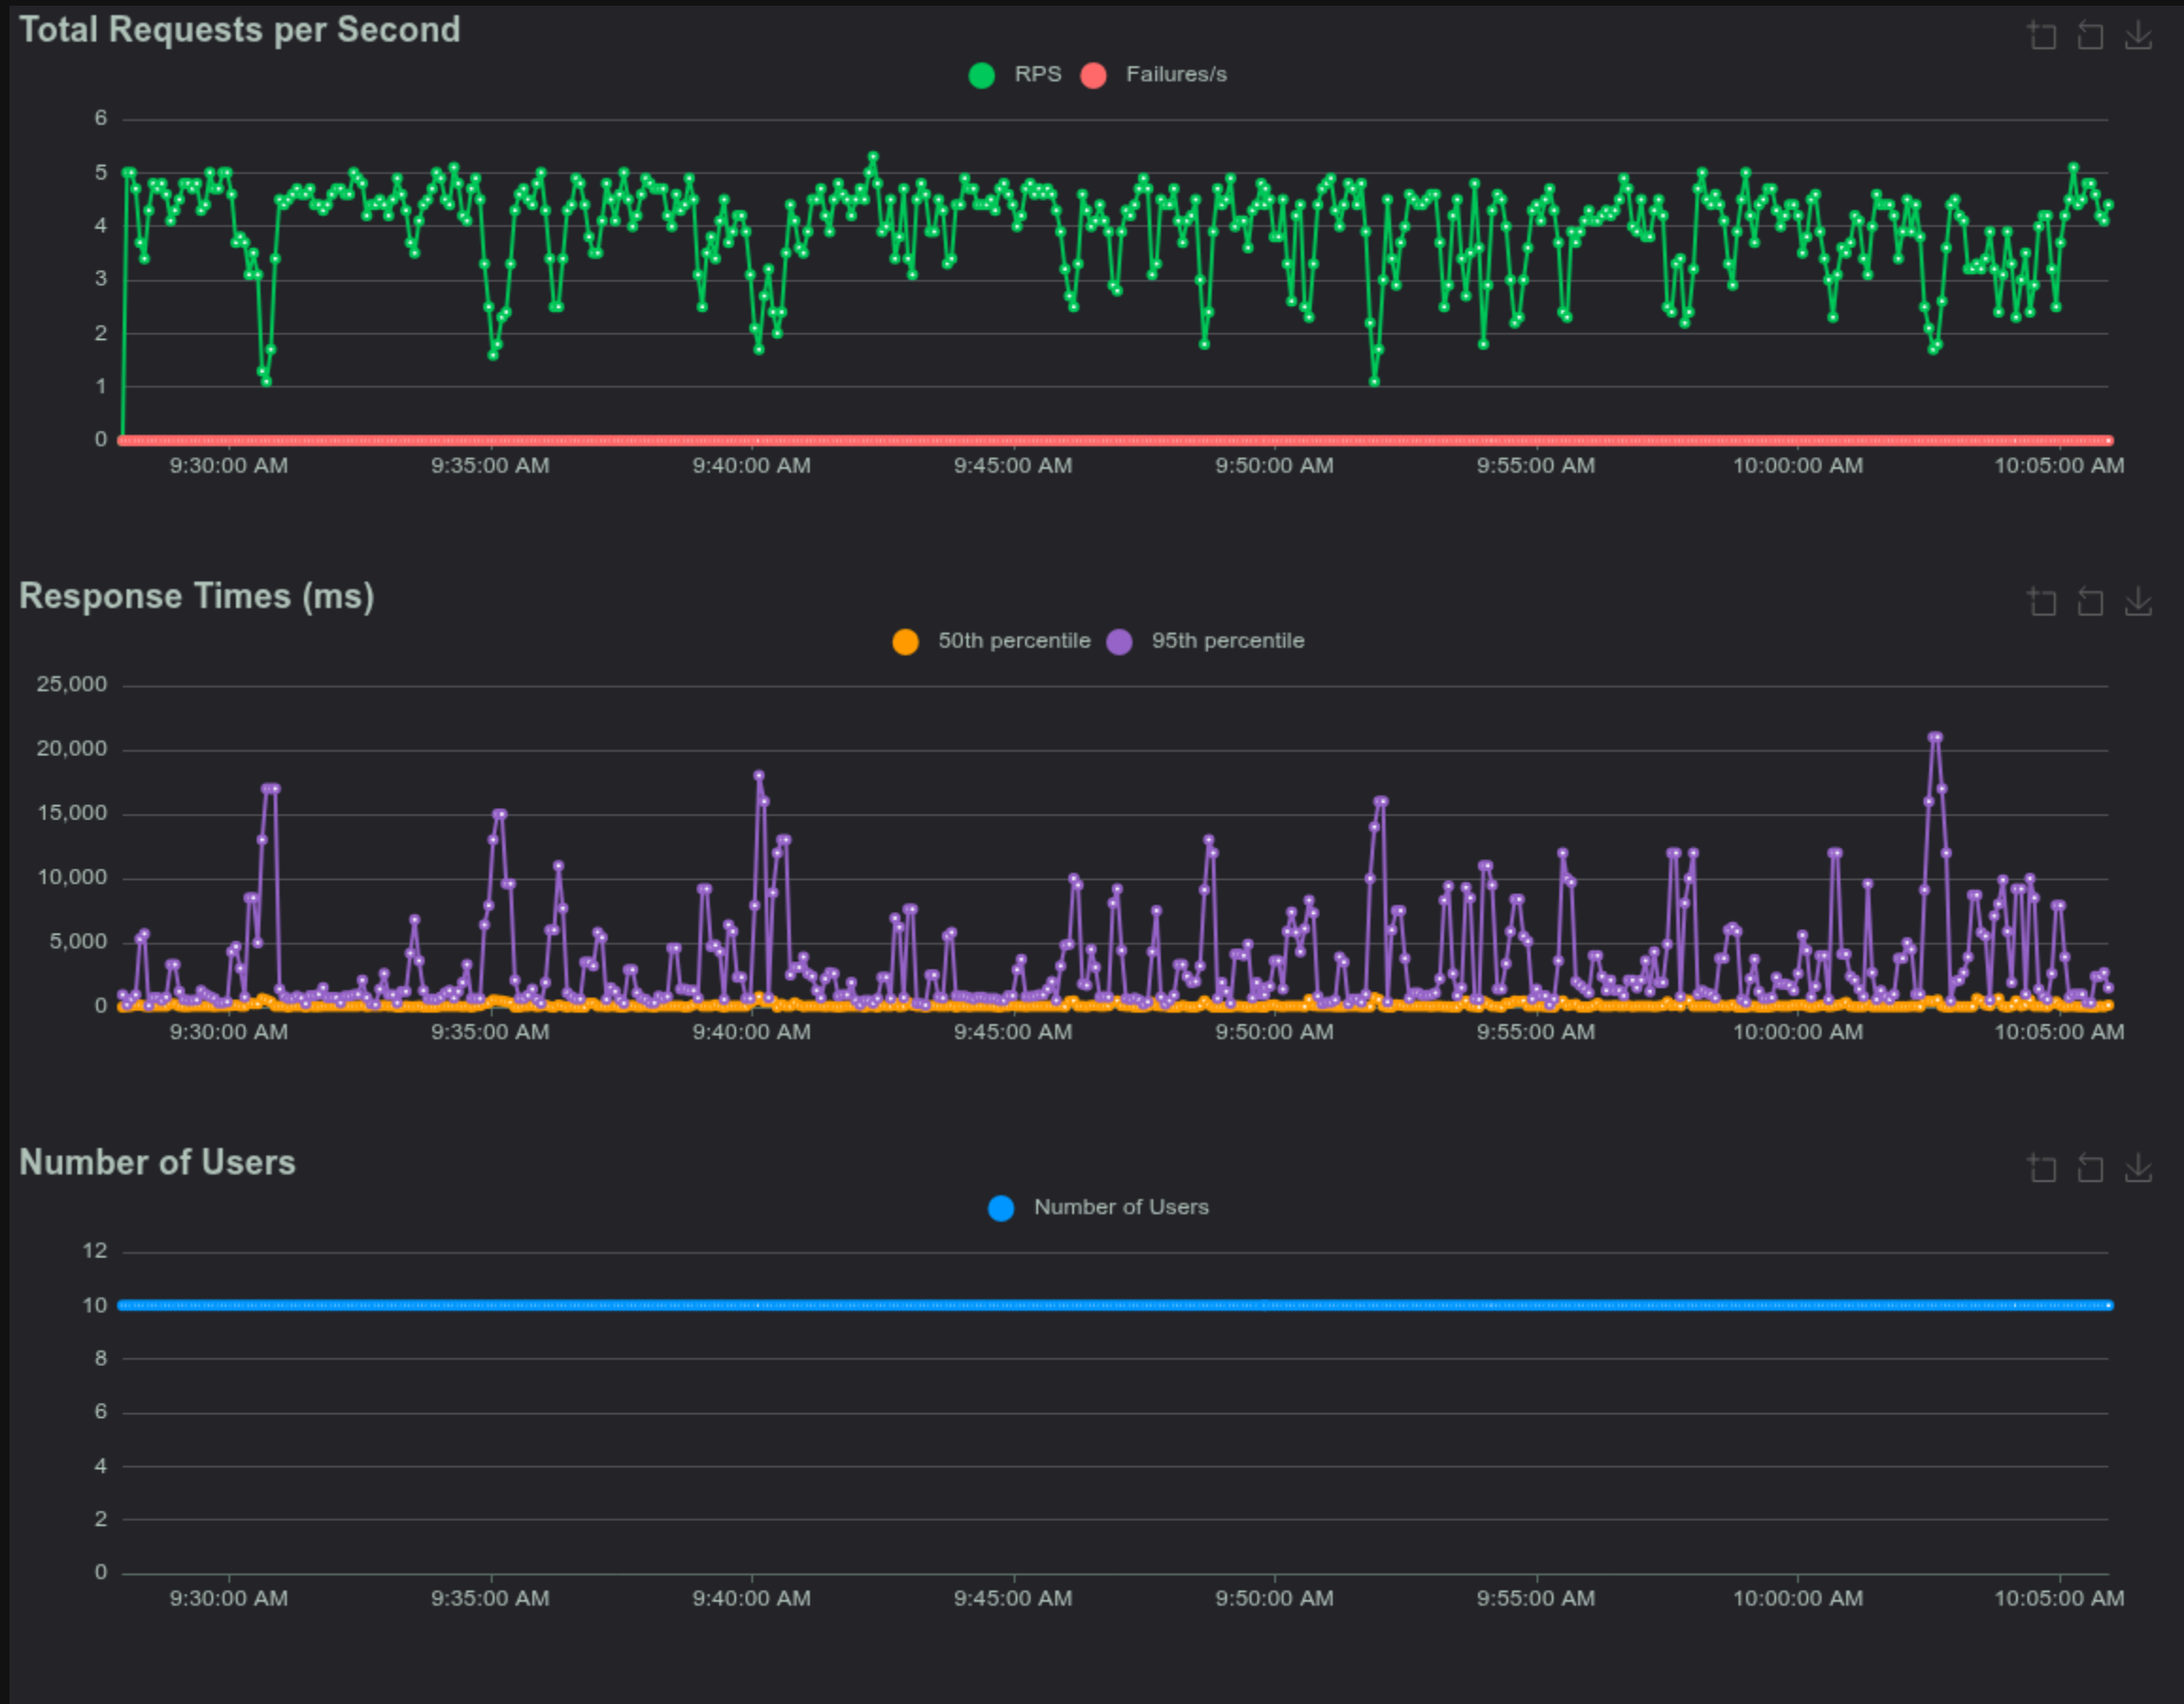 Total Requests per Second
RPS Failures/s
6
5
4
3
2
1
0
9:30:00 AM 9:35:00 AM 9:40:00 AM 9:45:00 AM 9:50:00 AM 9:55:00 AM 10:00:00 AM 10:05:00 AM
Response Times (ms)
50th percentile 95th percentile
25,000
20,000
15,000
10,000
5,000
0
9:30:00 AM 9:35:00 AM 9:40:00 AM 9:45:00 AM 9:50:00 AM 9:55:00 AM 10:00:00 AM 10:05:00 AM
Number of Users
Number of Users
12
10
8
6
4
2
0
9:30:00 AM 9:35:00 AM 9:40:00 AM 9:45:00 AM 9:50:00 AM 9:55:00 AM 10:00:00 AM 10:05:00 AM